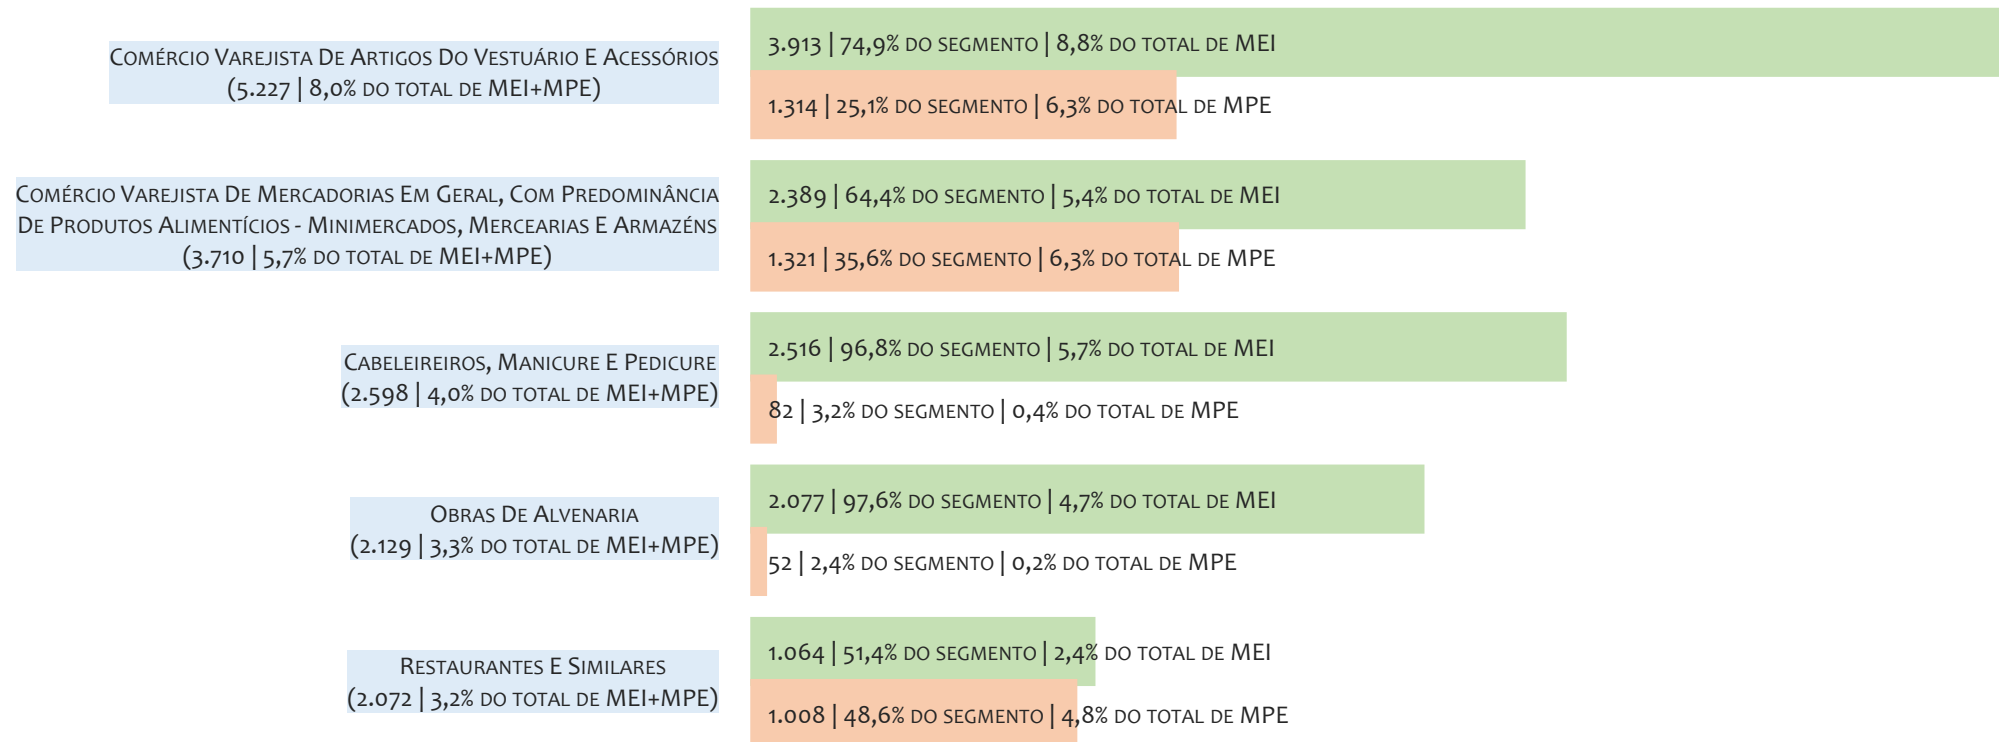 Comércio Varejista De Artigos Do Vestuário E Acessórios
(5.227 | 8,0% do total de MEI+MPE)
3.913 | 74,9% do segmento | 8,8% do total de MEI
1.314 | 25,1% do segmento | 6,3% do total de MPE
Comércio Varejista De Mercadorias Em Geral, Com Predominância
De Produtos Alimentícios - Minimercados, Mercearias E Armazéns
(3.710 | 5,7% do total de MEI+MPE)
2.389 | 64,4% do segmento | 5,4% do total de MEI
1.321 | 35,6% do segmento | 6,3% do total de MPE
Cabeleireiros, Manicure E Pedicure
(2.598 | 4,0% do total de MEI+MPE)
2.516 | 96,8% do segmento | 5,7% do total de MEI
82 | 3,2% do segmento | 0,4% do total de MPE
Obras De Alvenaria
(2.129 | 3,3% do total de MEI+MPE)
2.077 | 97,6% do segmento | 4,7% do total de MEI
52 | 2,4% do segmento | 0,2% do total de MPE
Restaurantes E Similares
(2.072 | 3,2% do total de MEI+MPE)
1.064 | 51,4% do segmento | 2,4% do total de MEI
1.008 | 48,6% do segmento | 4,8% do total de MPE